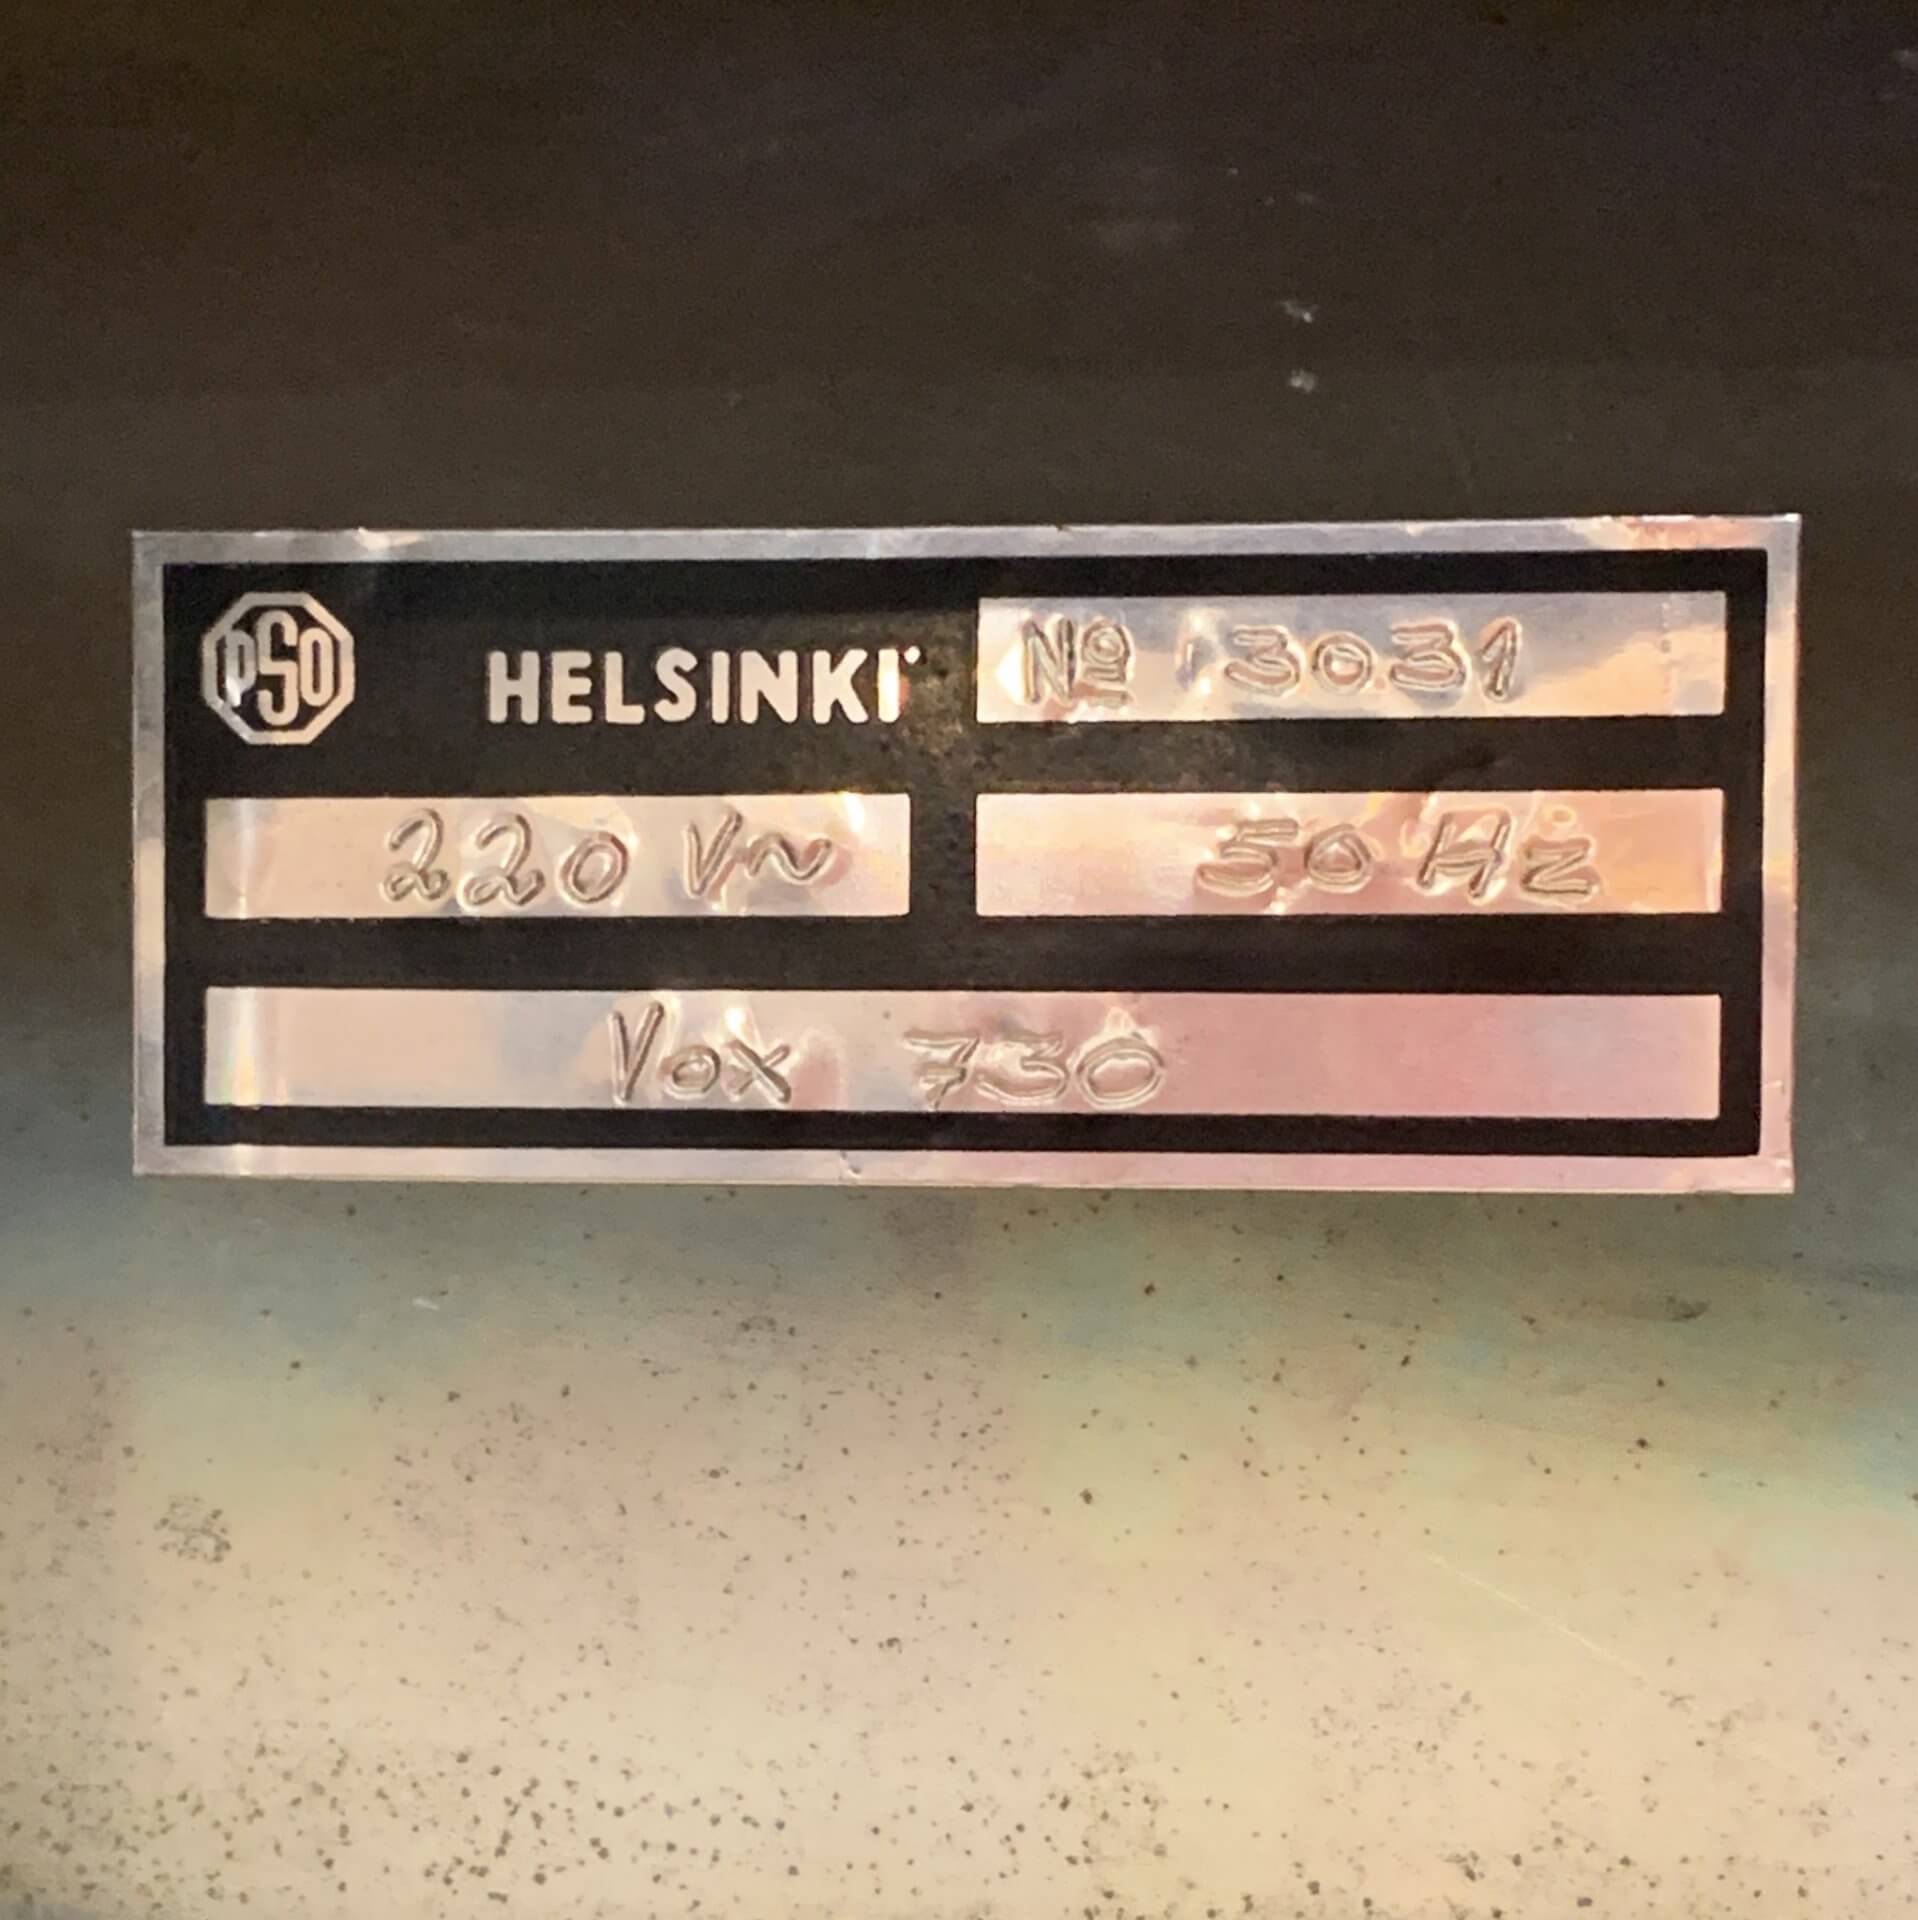 PSO HELSINKI № 3031
220 V~ 50 Hz
Vox 730